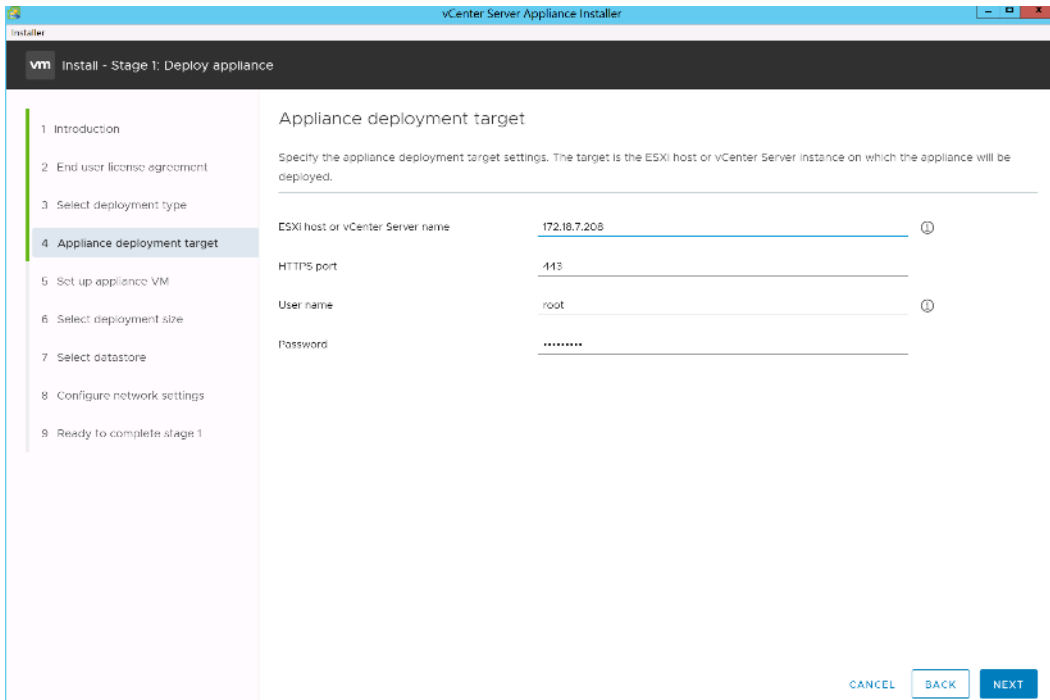 vCenter Server Appliance Installer
Installer
vm Install - Stage 1: Deploy appliance
1 Introduction
2 End user license agreement
3 Select deployment type
4 Appliance deployment target
5 Set up appliance VM
6 Select deployment size
7 Select datastore
8 Configure network settings
9 Ready to complete stage 1
Appliance deployment target
Specify the appliance deployment target settings. The target is the ESXi host or vCenter Server instance on which the appliance will be
deployed.
ESXi host or vCenter Server name 172.18.7.208
HTTPS port 443
User name root
Password •••••••••
CANCEL BACK NEXT